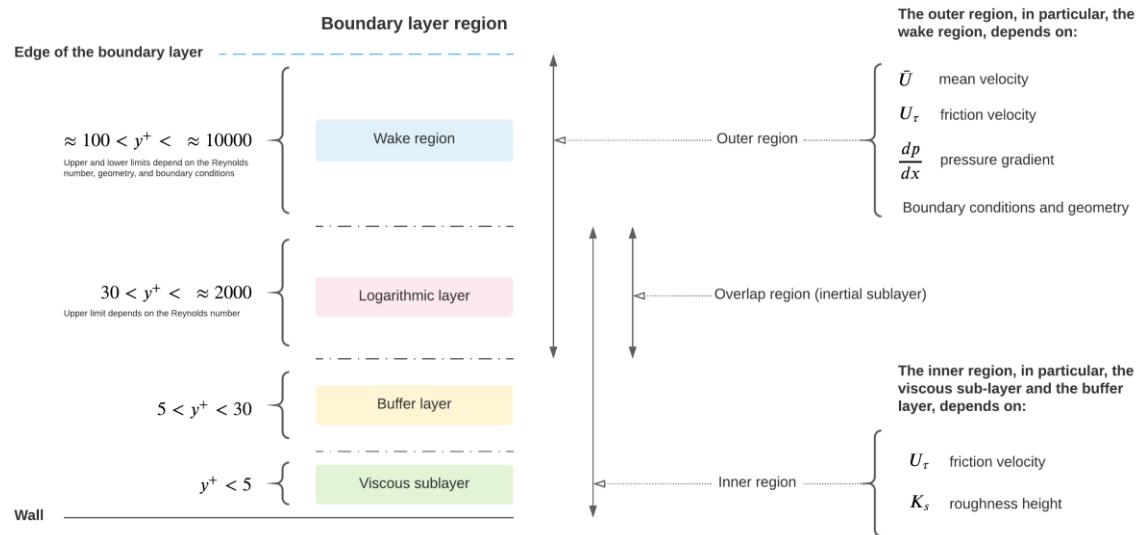 Boundary layer region
Edge of the boundary layer
≈ 100 < y⁺ < ≈ 10000
Upper and lower limits depend on the Reynolds
number, geometry, and boundary conditions
Wake region
30 < y⁺ < ≈ 2000
Upper limit depends on the Reynolds number
Logarithmic layer
5 < y⁺ < 30
Buffer layer
y⁺ < 5
Viscous sublayer
Wall
Outer region
Overlap region (inertial sublayer)
Inner region
The outer region, in particular, the
wake region, depends on:
Ū mean velocity
U_τ friction velocity
dp/dx pressure gradient
Boundary conditions and geometry
The inner region, in particular, the
viscous sub-layer and the buffer
layer, depends on:
U_τ friction velocity
K_s roughness height